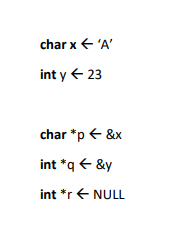 char x ← ‘A’
int y ← 23
char *p ← &x
int *q ← &y
int *r ← NULL